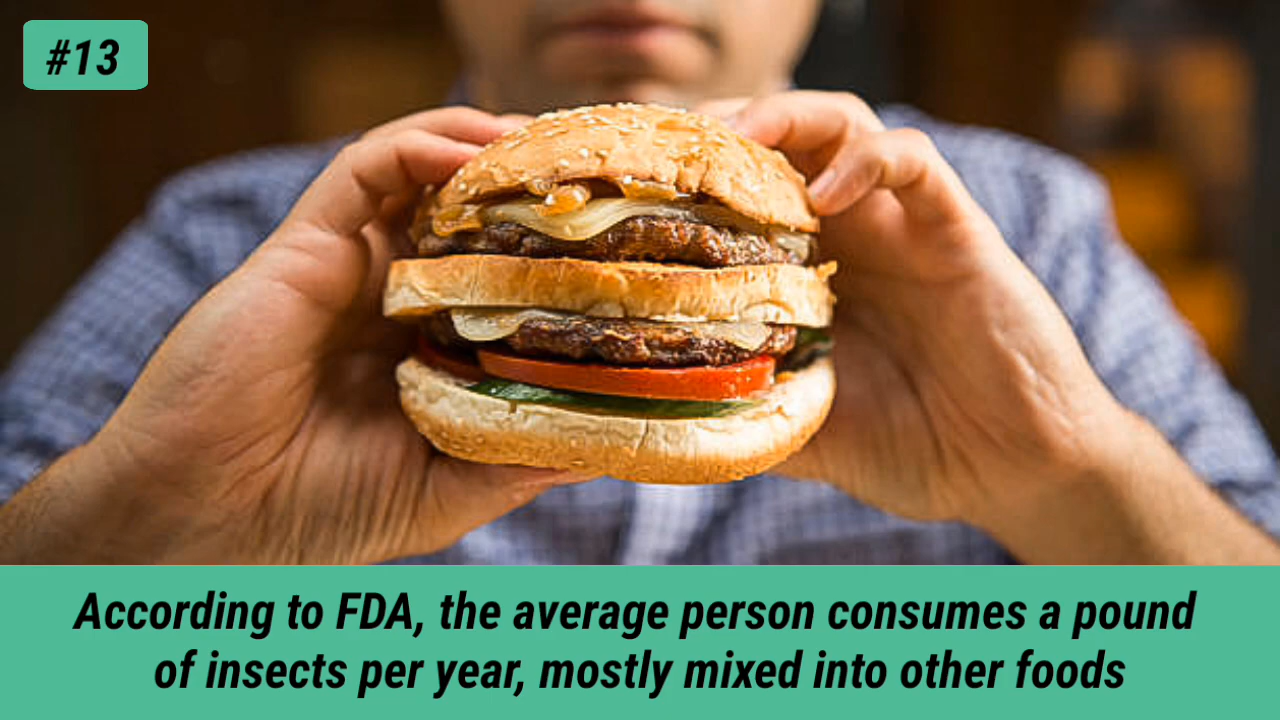 #13
According to FDA, the average person consumes a pound
of insects per year, mostly mixed into other foods